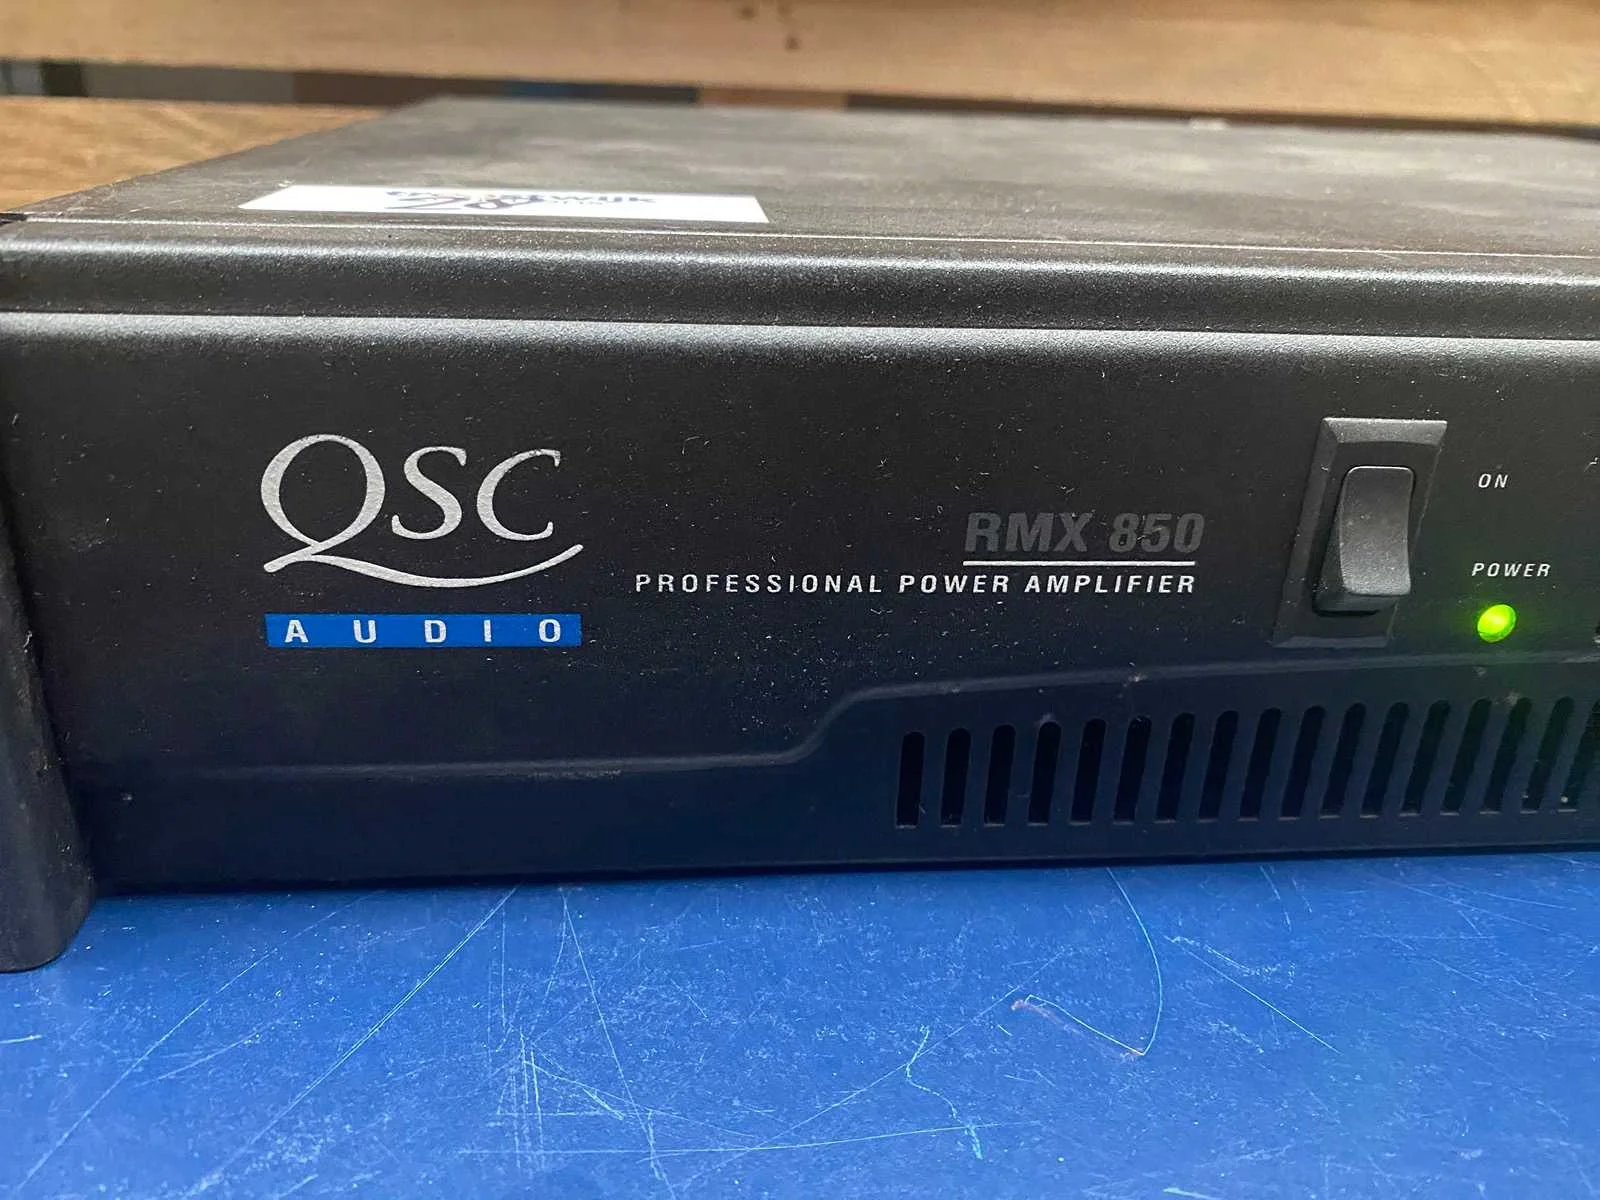 QSC
AUDIO
RMX 850
PROFESSIONAL POWER AMPLIFIER
ON
POWER